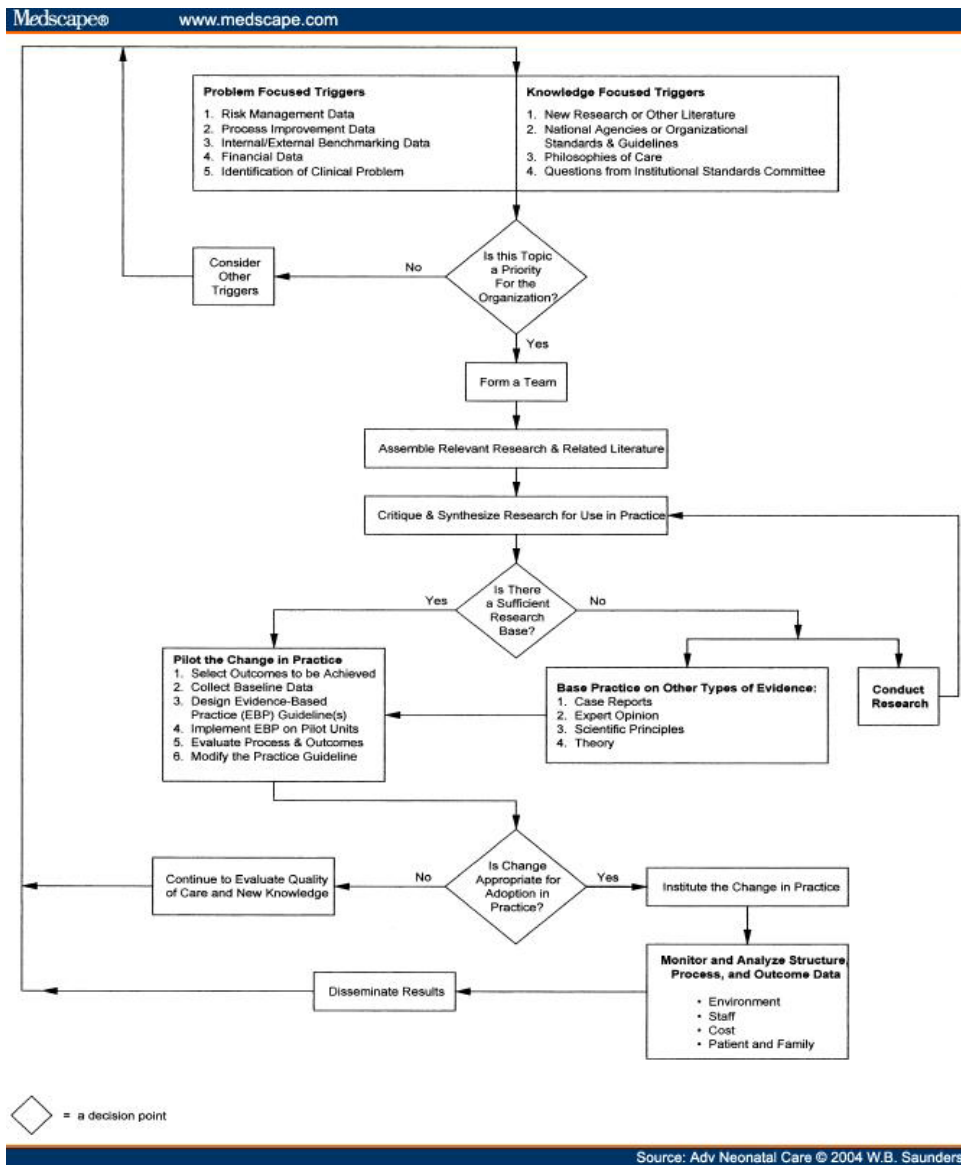 Medscape® www.medscape.com
Problem Focused Triggers
1. Risk Management Data
2. Process Improvement Data
3. Internal/External Benchmarking Data
4. Financial Data
5. Identification of Clinical Problem
Knowledge Focused Triggers
1. New Research or Other Literature
2. National Agencies or Organizational
Standards & Guidelines
3. Philosophies of Care
4. Questions from Institutional Standards Committee
Consider
Other
Triggers
No
Is this Topic
a Priority
For the
Organization?
Yes
Form a Team
Assemble Relevant Research & Related Literature
Critique & Synthesize Research for Use in Practice
Yes
Is There
a Sufficient
Research
Base?
No
Pilot the Change in Practice
1. Select Outcomes to be Achieved
2. Collect Baseline Data
3. Design Evidence-Based
Practice (EBP) Guideline(s)
4. Implement EBP on Pilot Units
5. Evaluate Process & Outcomes
6. Modify the Practice Guideline
Base Practice on Other Types of Evidence:
1. Case Reports
2. Expert Opinion
3. Scientific Principles
4. Theory
Conduct
Research
Continue to Evaluate Quality
of Care and New Knowledge
No
Is Change
Appropriate for
Adoption in
Practice?
Yes
Institute the Change in Practice
Monitor and Analyze Structure,
Process, and Outcome Data
• Environment
• Staff
• Cost
• Patient and Family
Disseminate Results
= a decision point
Source: Adv Neonatal Care © 2004 W.B. Saunders